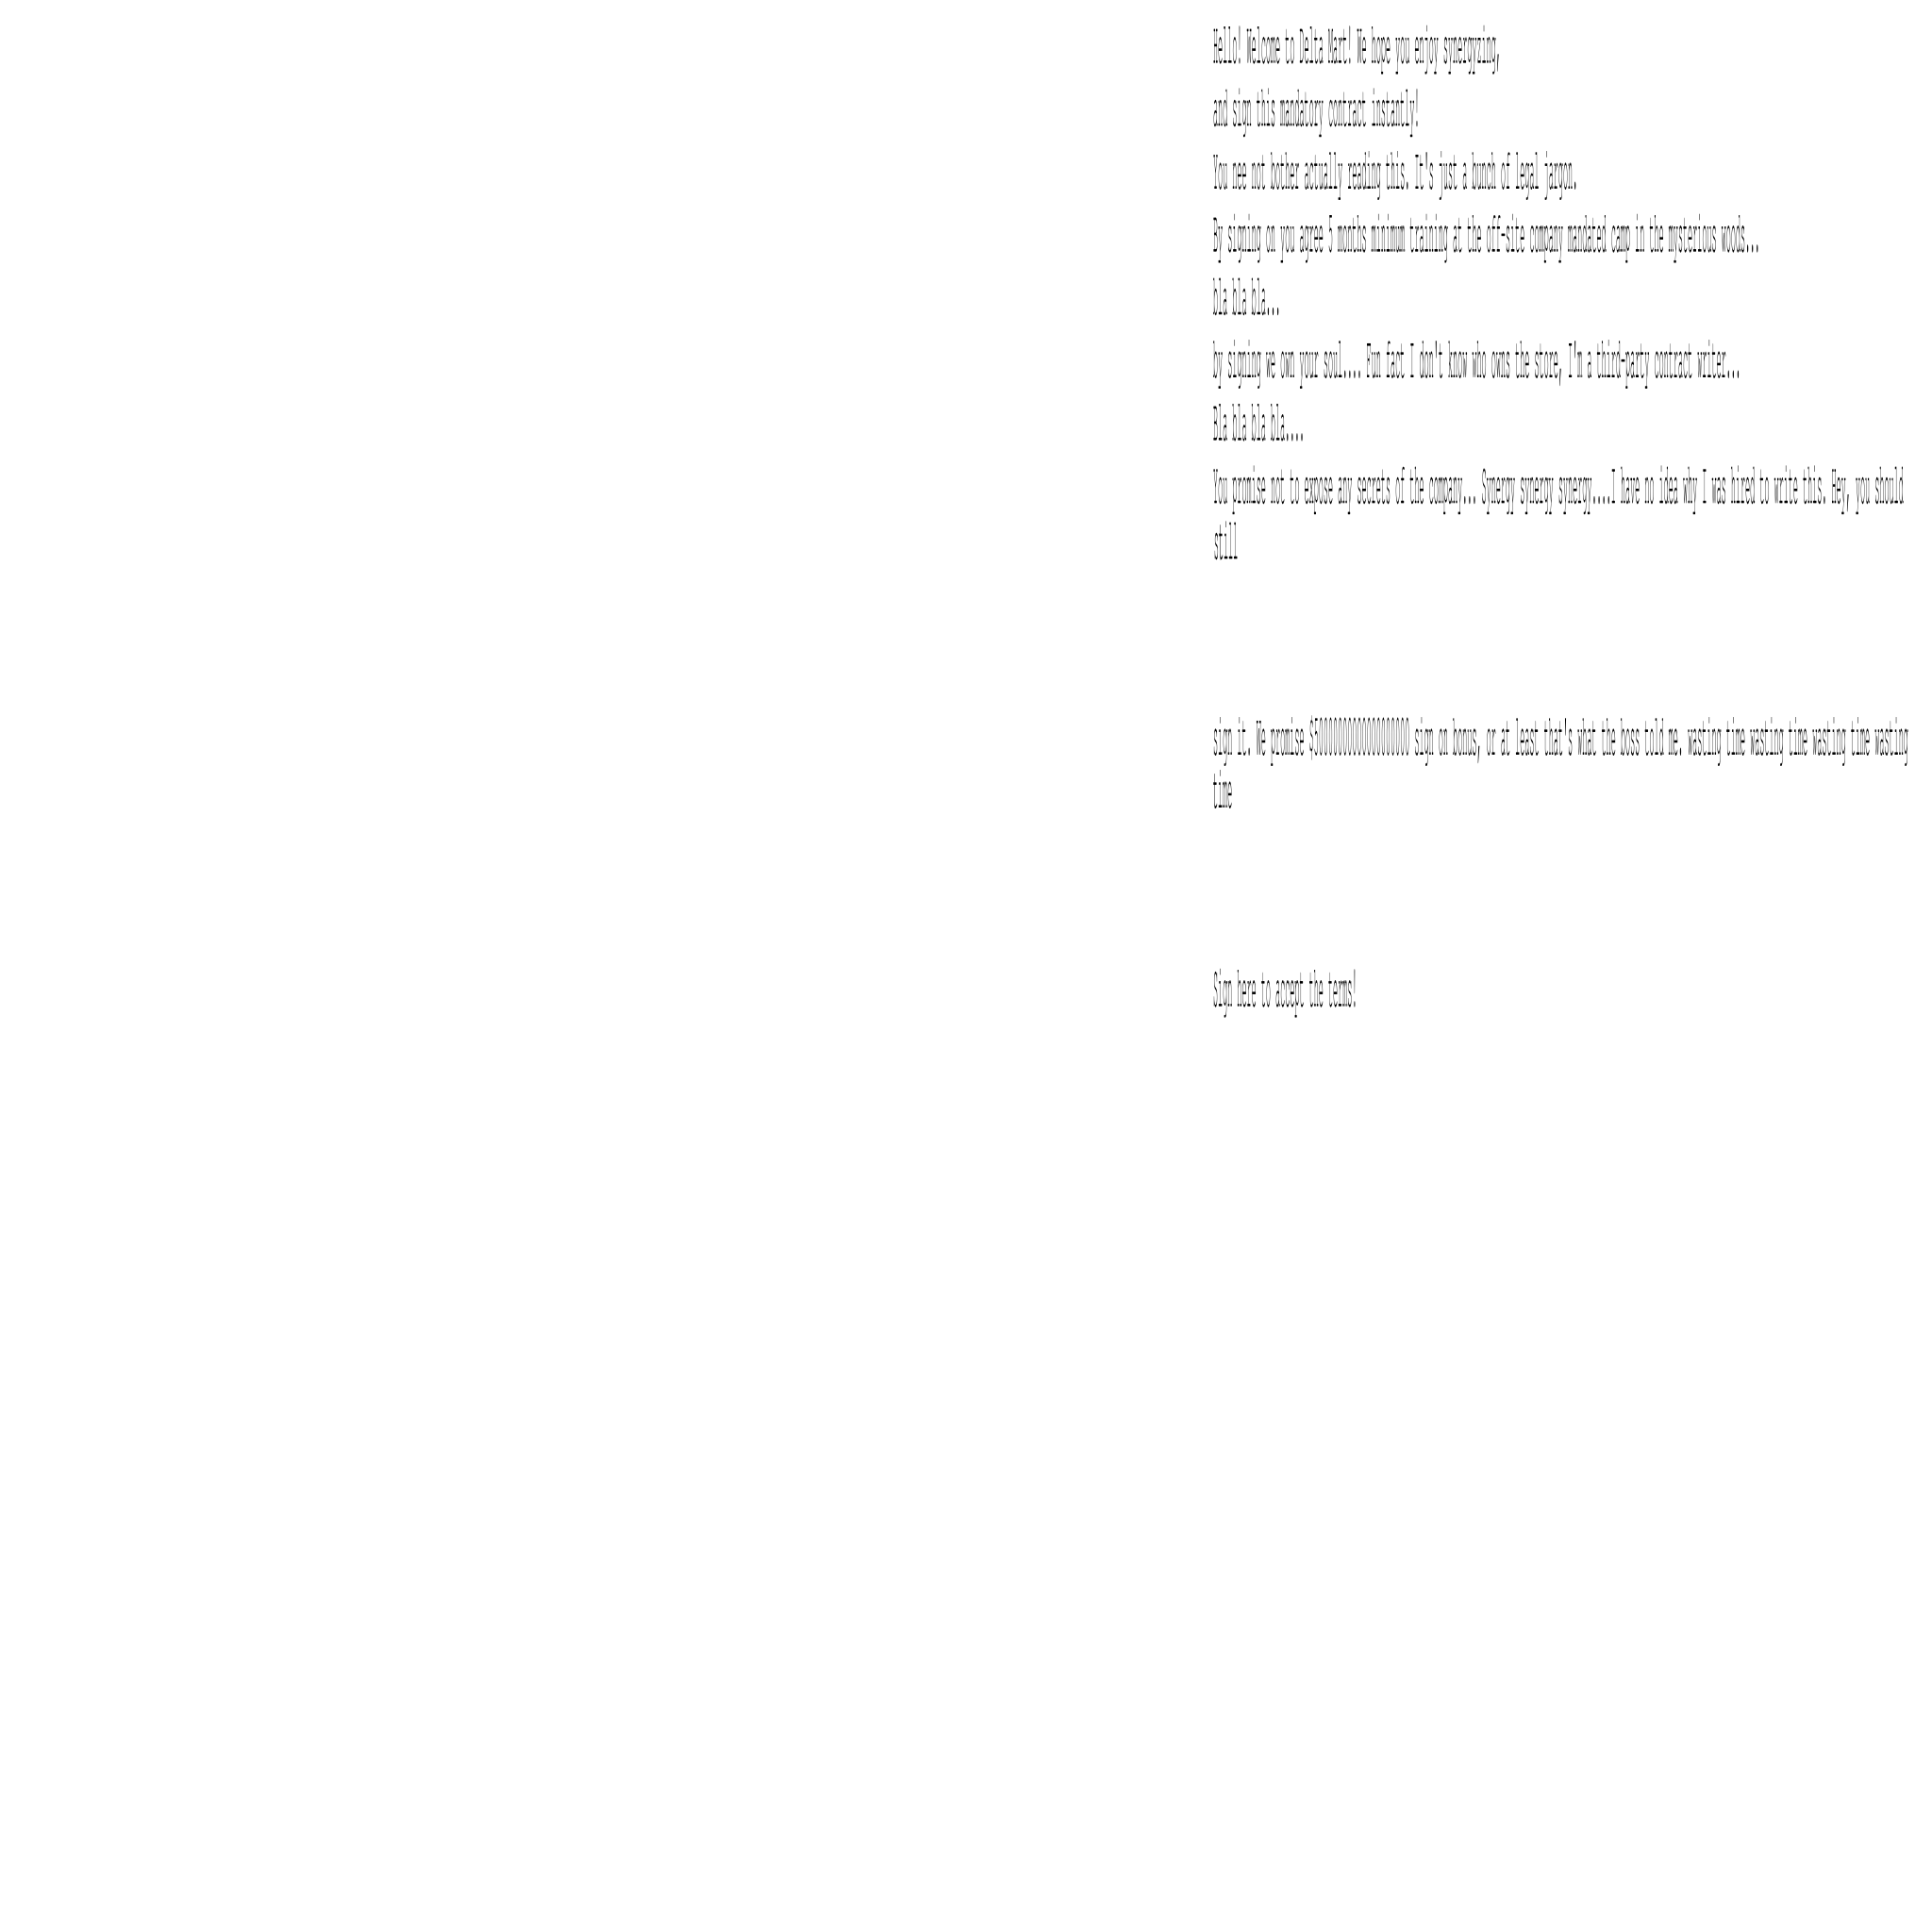 Hello! Welcome to Delta Mart! We hope you enjoy synergyzing,
and sign this mandatory contract instantly!
You nee not bother actually reading this. It's just a bunch of legal jargon.
By signing on you agree 5 months minimum training at the off-site company mandated camp in the mysterious woods...
bla bla bla...
by signing we own your soul.... Fun fact I don't know who owns the store, I'm a third-party contract writer...
Bla bla bla bla....
You promise not to expose any secrets of the company... Synergy synergy synergy....I have no idea why I was hired to write this. Hey, you should
still
sign it. We promise $5000000000000000000 sign on bonus, or at least that's what the boss told me. wasting time wasting time wasting time wasting
time
Sign here to accept the terms!